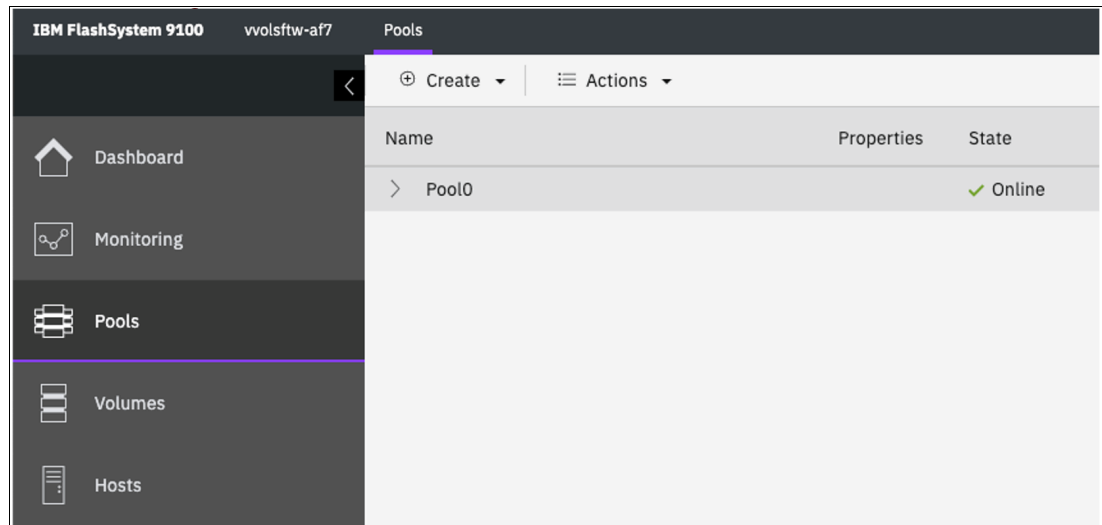 IBM FlashSystem 9100 vvolsftw-af7 Pools
Create Actions
Name Properties State
Pool0 Online
Dashboard
Monitoring
Pools
Volumes
Hosts